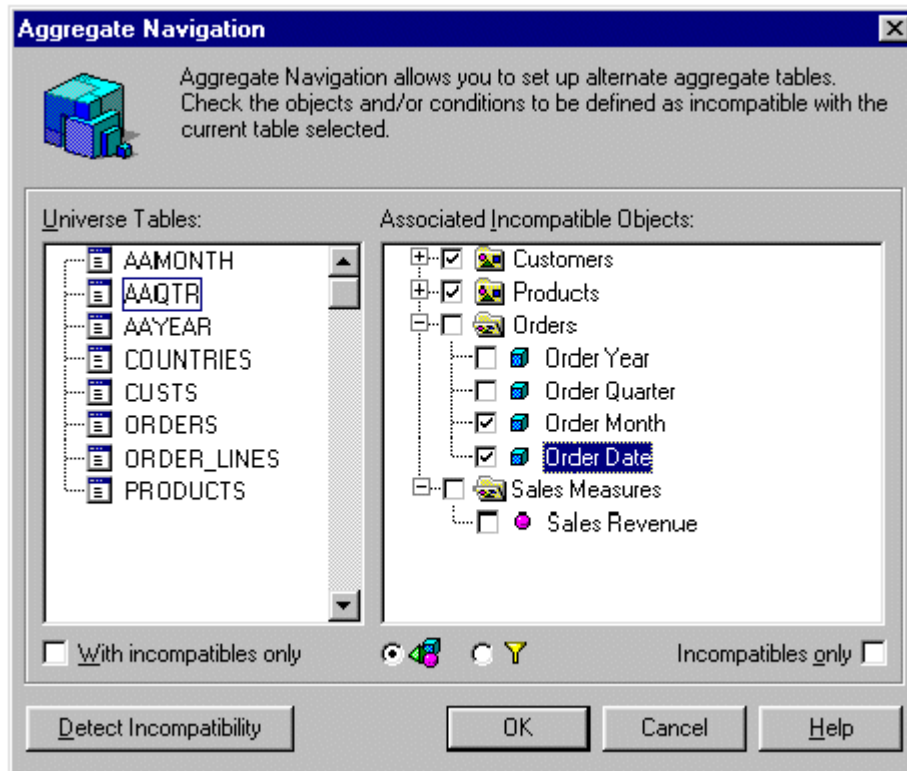 Aggregate Navigation
Aggregate Navigation allows you to set up alternate aggregate tables.
Check the objects and/or conditions to be defined as incompatible with the
current table selected.
Universe Tables:
AAMONTH
AAQTR
AAYEAR
COUNTRIES
CUSTS
ORDERS
ORDER_LINES
PRODUCTS
With incompatibles only
Associated Incompatible Objects:
Customers
Products
Orders
Order Year
Order Quarter
Order Month
Order Date
Sales Measures
Sales Revenue
Incompatibles only
Detect Incompatibility
OK
Cancel
Help